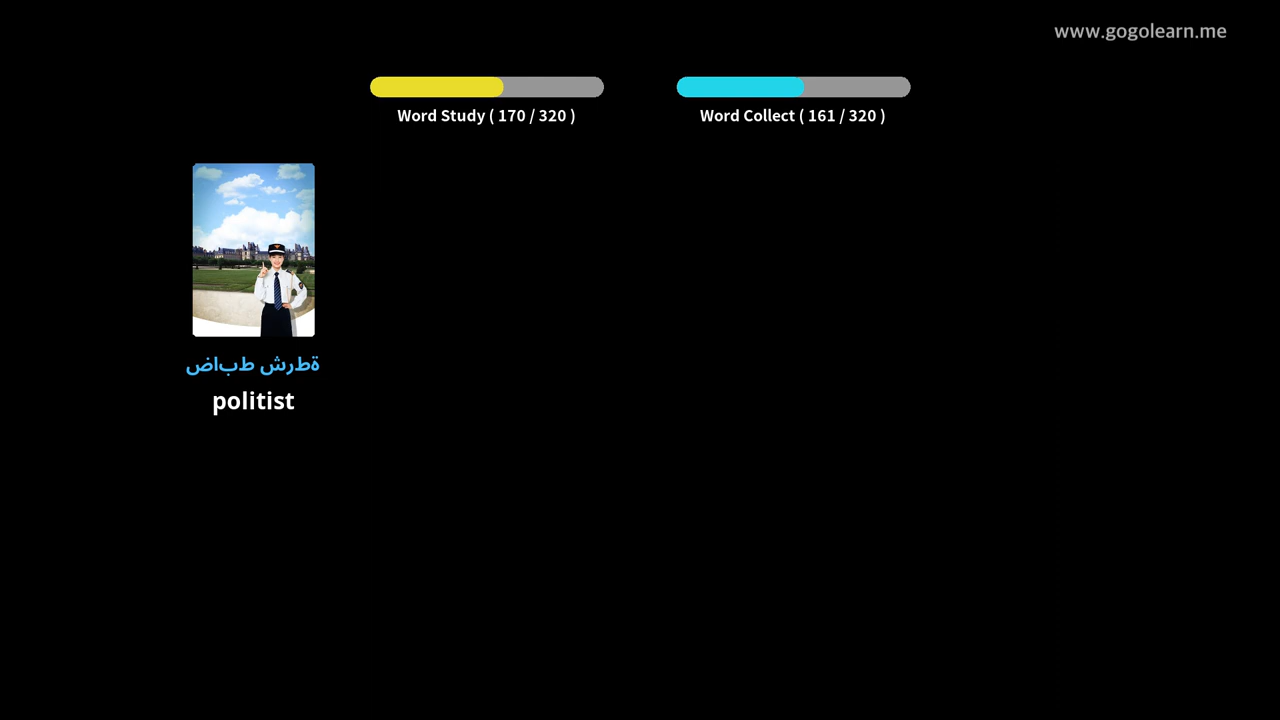 www.gogolearn.me
Word Study ( 170 / 320 )
Word Collect ( 161 / 320 )
ةطرش طباض
politist